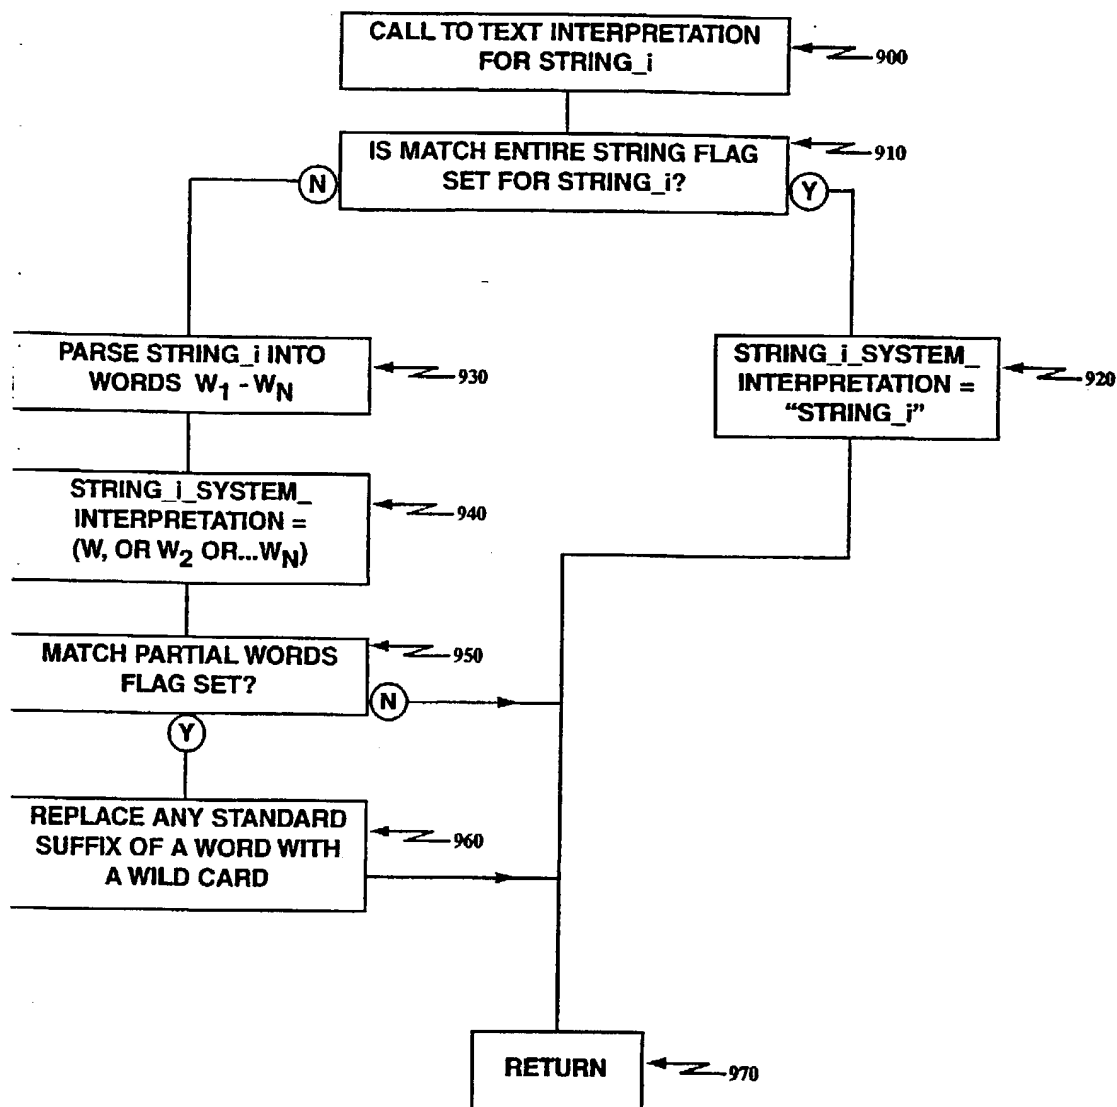 CALL TO TEXT INTERPRETATION
FOR STRING_i
900
IS MATCH ENTIRE STRING FLAG
SET FOR STRING_i?
910
N
Y
PARSE STRING_i INTO
WORDS W1 - WN
930
STRING_i_SYSTEM_
INTERPRETATION =
“STRING_i”
920
STRING_i_SYSTEM_
INTERPRETATION =
(W, OR W2 OR...WN)
940
MATCH PARTIAL WORDS
FLAG SET?
950
N
Y
REPLACE ANY STANDARD
SUFFIX OF A WORD WITH
A WILD CARD
960
RETURN
970